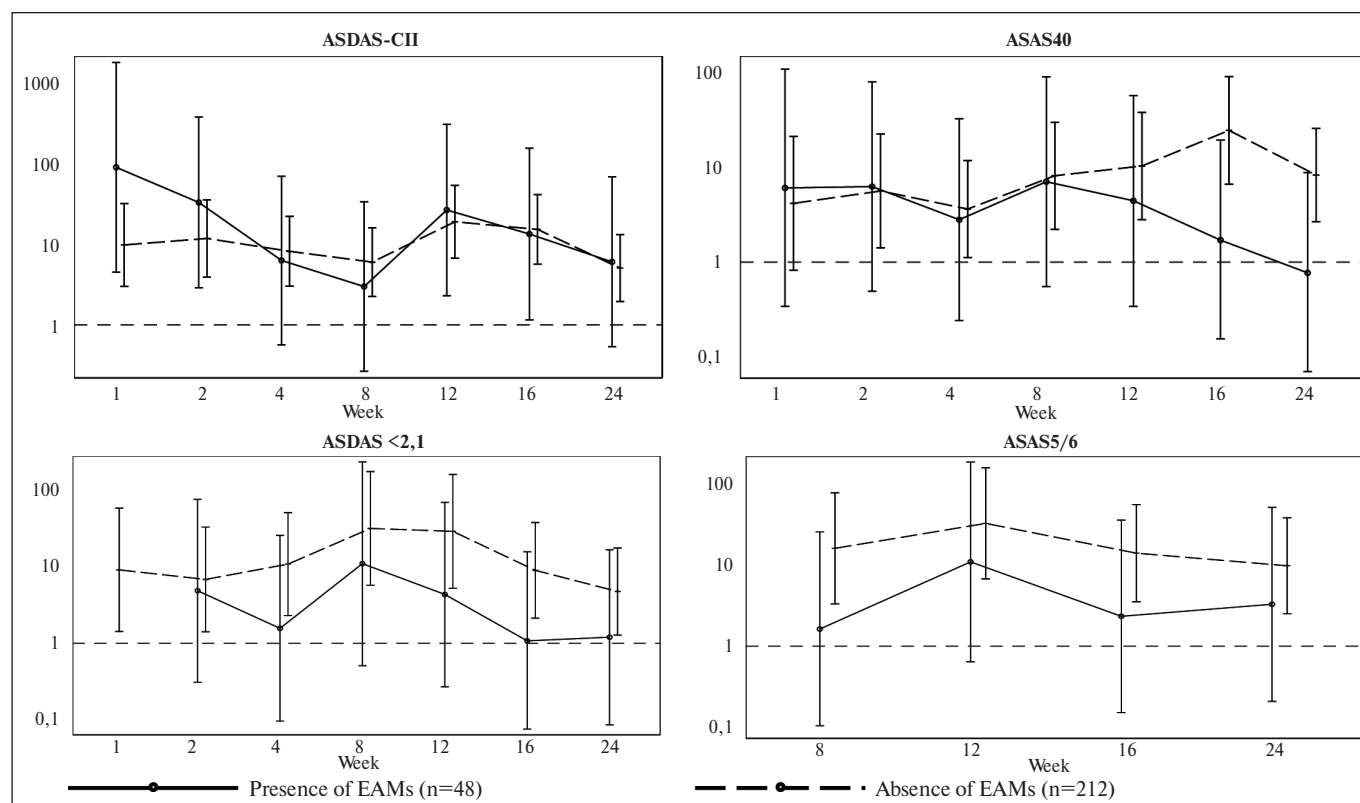 ASDAS-CII
1000
100
10
1
1 2 4 8 12 16 24
Week
ASAS40
100
10
1
0,1
1 2 4 8 12 16 24
Week
ASDAS <2,1
100
10
1
0,1
1 2 4 8 12 16 24
Week
ASAS5/6
100
10
1
0,1
8 12 16 24
Week
Presence of EAMs (n=48)
Absence of EAMs (n=212)